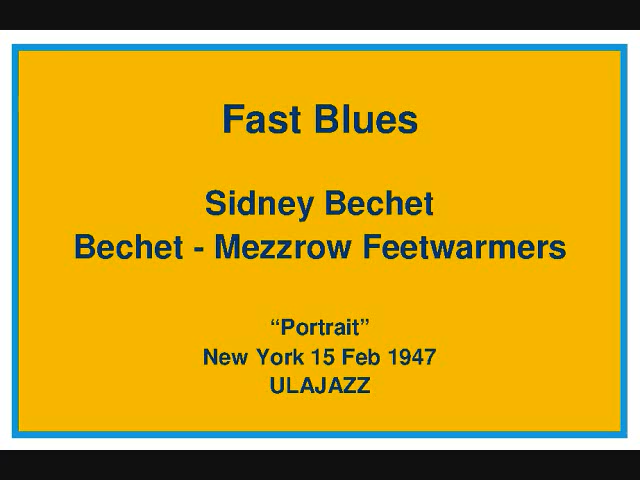 Fast Blues
Sidney Bechet
Bechet - Mezzrow Feetwarmers
“Portrait”
New York 15 Feb 1947
ULAJAZZ